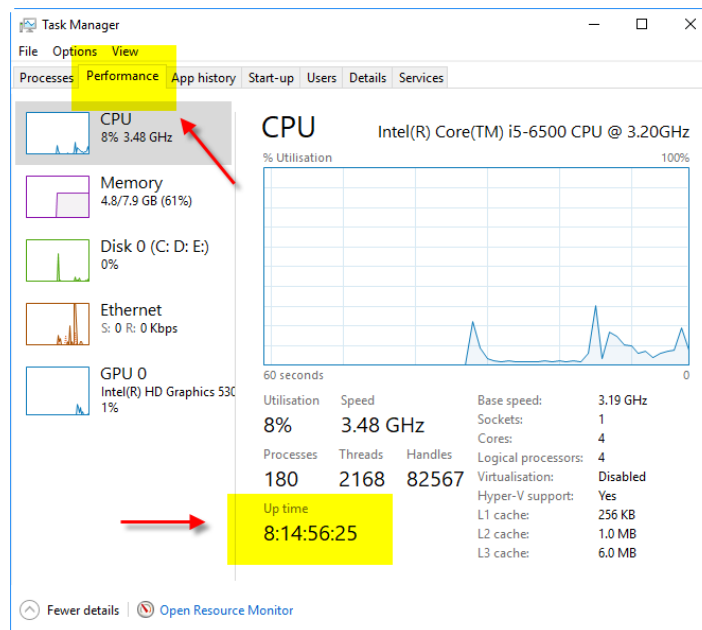 Task Manager
File Options View
Processes Performance App history Start-up Users Details Services
CPU
8% 3.48 GHz
Memory
4.8/7.9 GB (61%)
Disk 0 (C: D: E:)
0%
Ethernet
S: 0 R: 0 Kbps
GPU 0
Intel(R) HD Graphics 530
1%
CPU Intel(R) Core(TM) i5-6500 CPU @ 3.20GHz
% Utilisation 100%
60 seconds 0
Utilisation Speed
8% 3.48 GHz
Processes Threads Handles
180 2168 82567
Up time
8:14:56:25
Base speed: 3.19 GHz
Sockets: 1
Cores: 4
Logical processors: 4
Virtualisation: Disabled
Hyper-V support: Yes
L1 cache: 256 KB
L2 cache: 1.0 MB
L3 cache: 6.0 MB
Fewer details Open Resource Monitor